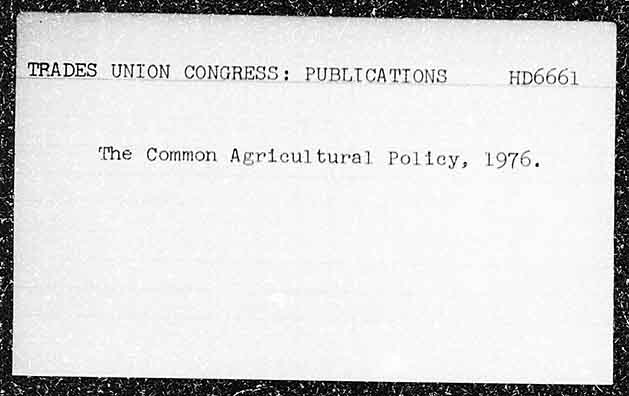 TRADES UNION CONGRESS: PUBLICATIONS HD6661
The Common Agricultural Policy, 1976.